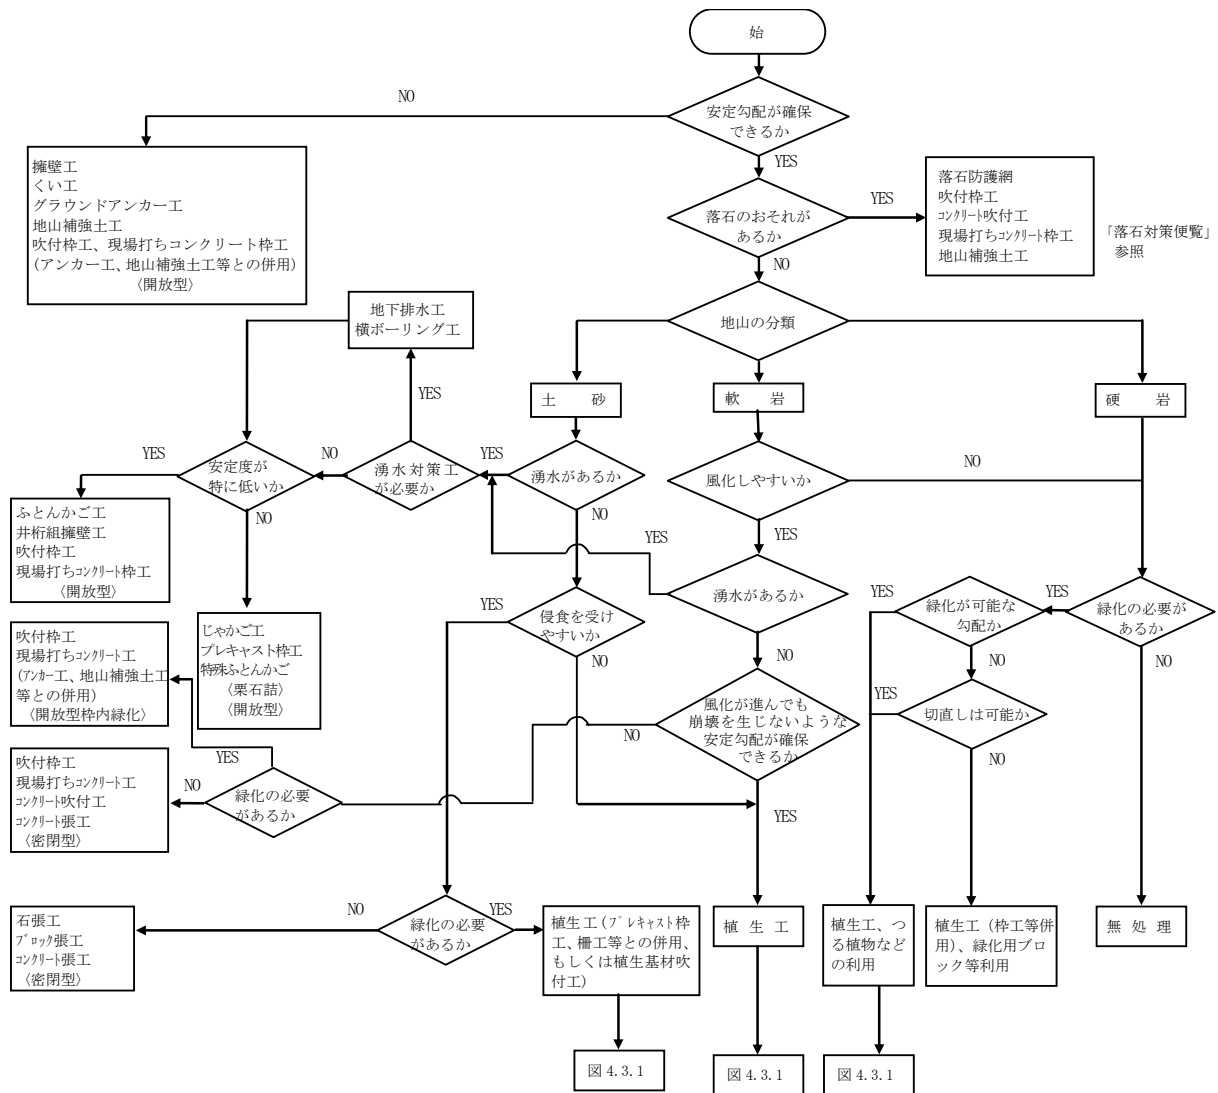 始
安定勾配が確保
できるか
NO
YES
擁壁工
くい工
グラウンドアンカー工
地山補強土工
吹付枠工、現場打ちコンクリート枠工
(アンカー工、地山補強土工等との併用)
〈開放型〉
落石のおそれが
あるか
YES
NO
落石防護網
吹付枠工
コンクリート吹付工
現場打ちコンクリート枠工
地山補強土工
「落石対策便覧」
参照
地下排水工
横ボーリング工
地山の分類
YES
土 砂
軟 岩
硬 岩
YES
安定度が
特に低いか
NO
湧水対策工
が必要か
YES
湧水があるか
風化しやすいか
NO
NO
NO
YES
YES
ふとんかご工
井桁組擁壁工
吹付枠工
現場打ちコンクリート枠工
〈開放型〉
湧水があるか
YES
緑化が可能な
勾配か
YES
緑化の必要が
あるか
YES
侵食を受け
やすいか
NO
NO
NO
NO
じゃかご工
プレキャスト枠工
特殊ふとんかご
〈栗石詰〉
〈開放型〉
吹付枠工
現場打ちコンクリート工
(アンカー工、地山補強土工
等との併用)
〈開放型枠内緑化〉
YES
切直しは可能か
風化が進んでも
崩壊を生じないような
安定勾配が確保
できるか
NO
YES
NO
吹付枠工
現場打ちコンクリート工
コンクリート吹付工
コンクリート張工
〈密閉型〉
NO
緑化の必要
があるか
YES
石張工
ブロック張工
コンクリート張工
〈密閉型〉
NO
緑化の必要
があるか
YES
植生工(プレキャスト枠
工、柵工等との併用、
もしくは植生基材吹
付工)
植 生 工
植生工、つ
る植物など
の利用
植生工(枠工等併
用)、緑化用ブ
ロック等利用
無 処 理
図 4.3.1
図 4.3.1
図 4.3.1